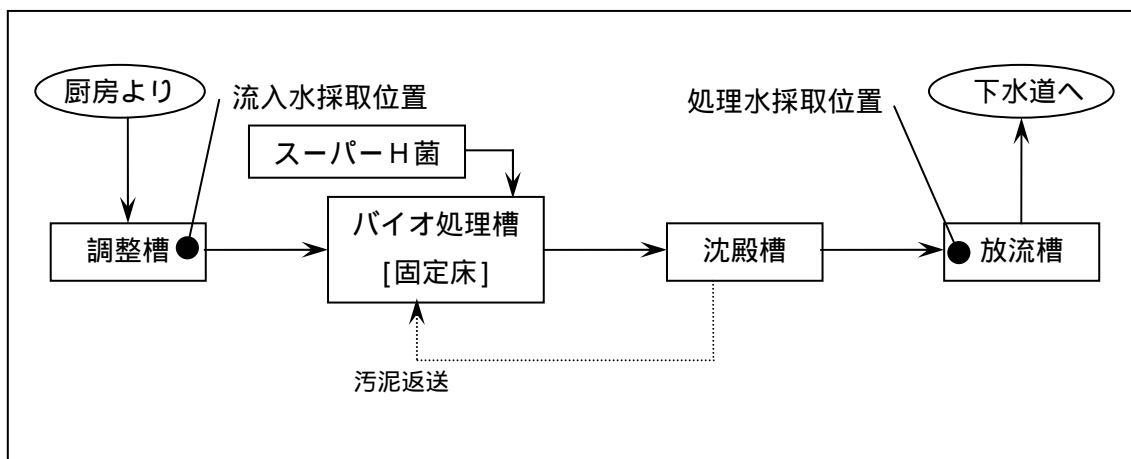 厨房より
流入水採取位置
処理水採取位置
下水道へ
スーパーH菌
調整槽
バイオ処理槽
[固定床]
沈殿槽
放流槽
汚泥返送